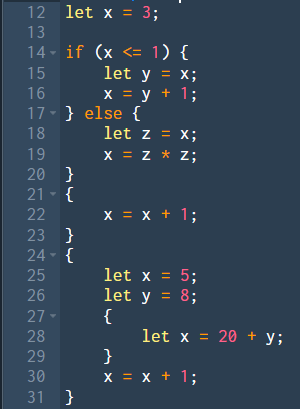 12 let x = 3;
13
14 if (x <= 1) {
15     let y = x;
16     x = y + 1;
17 } else {
18     let z = x;
19     x = z * z;
20 }
21 {
22     x = x + 1;
23 }
24 {
25     let x = 5;
26     let y = 8;
27     {
28         let x = 20 + y;
29     }
30     x = x + 1;
31 }